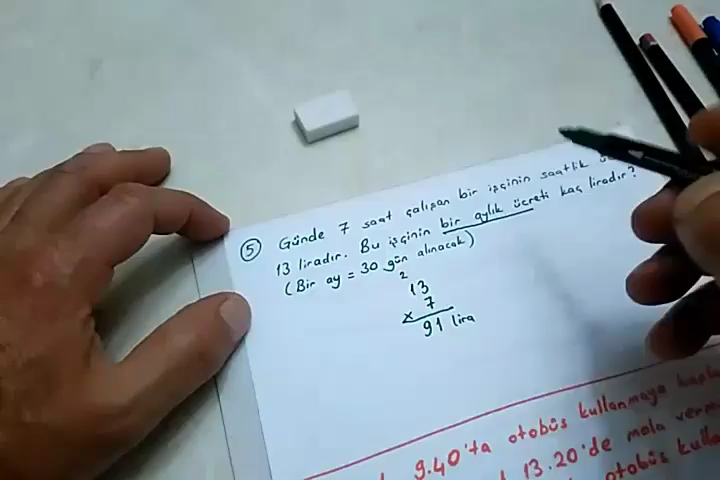 5 Günde 7 saat çalışan bir işçinin saatlik
13 liradır. Bu işçinin bir aylık ücreti kaç liradır?
(Bir ay = 30 gün alınacak)
2
13
x 7
91 lira
9.40'ta otobüs kullanmaya
13.20'de mola
otobüs